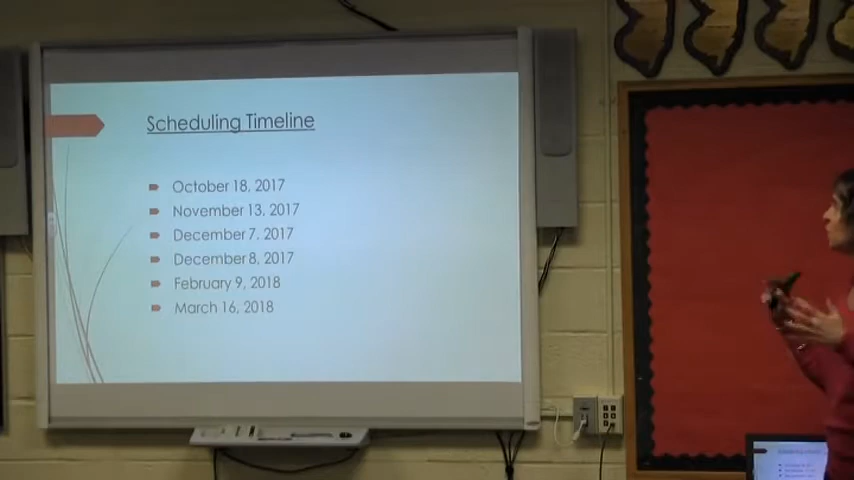 Scheduling Timeline
October 18, 2017
November 13, 2017
December 7, 2017
December 8, 2017
February 9, 2018
March 16, 2018